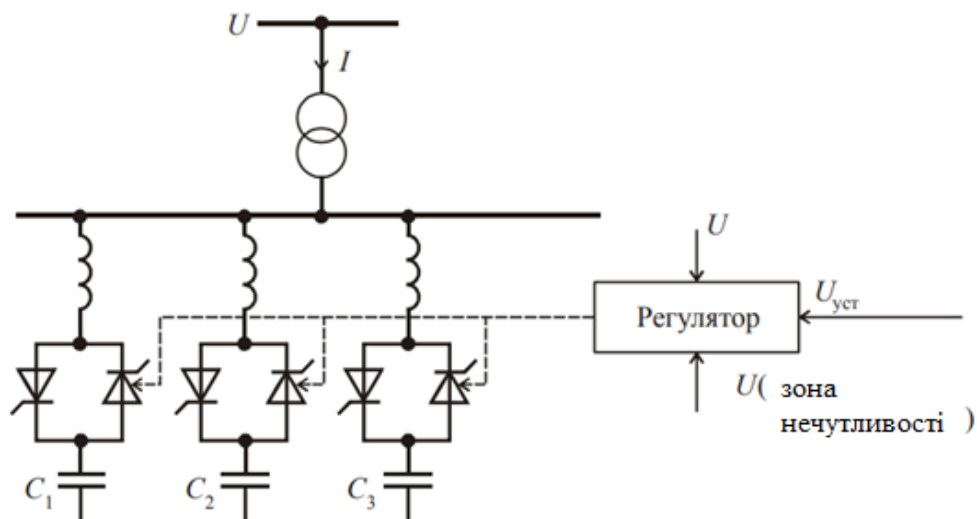 U
I
U
Регулятор
Uуст
U( зона
нечутливості )
C1
C2
C3